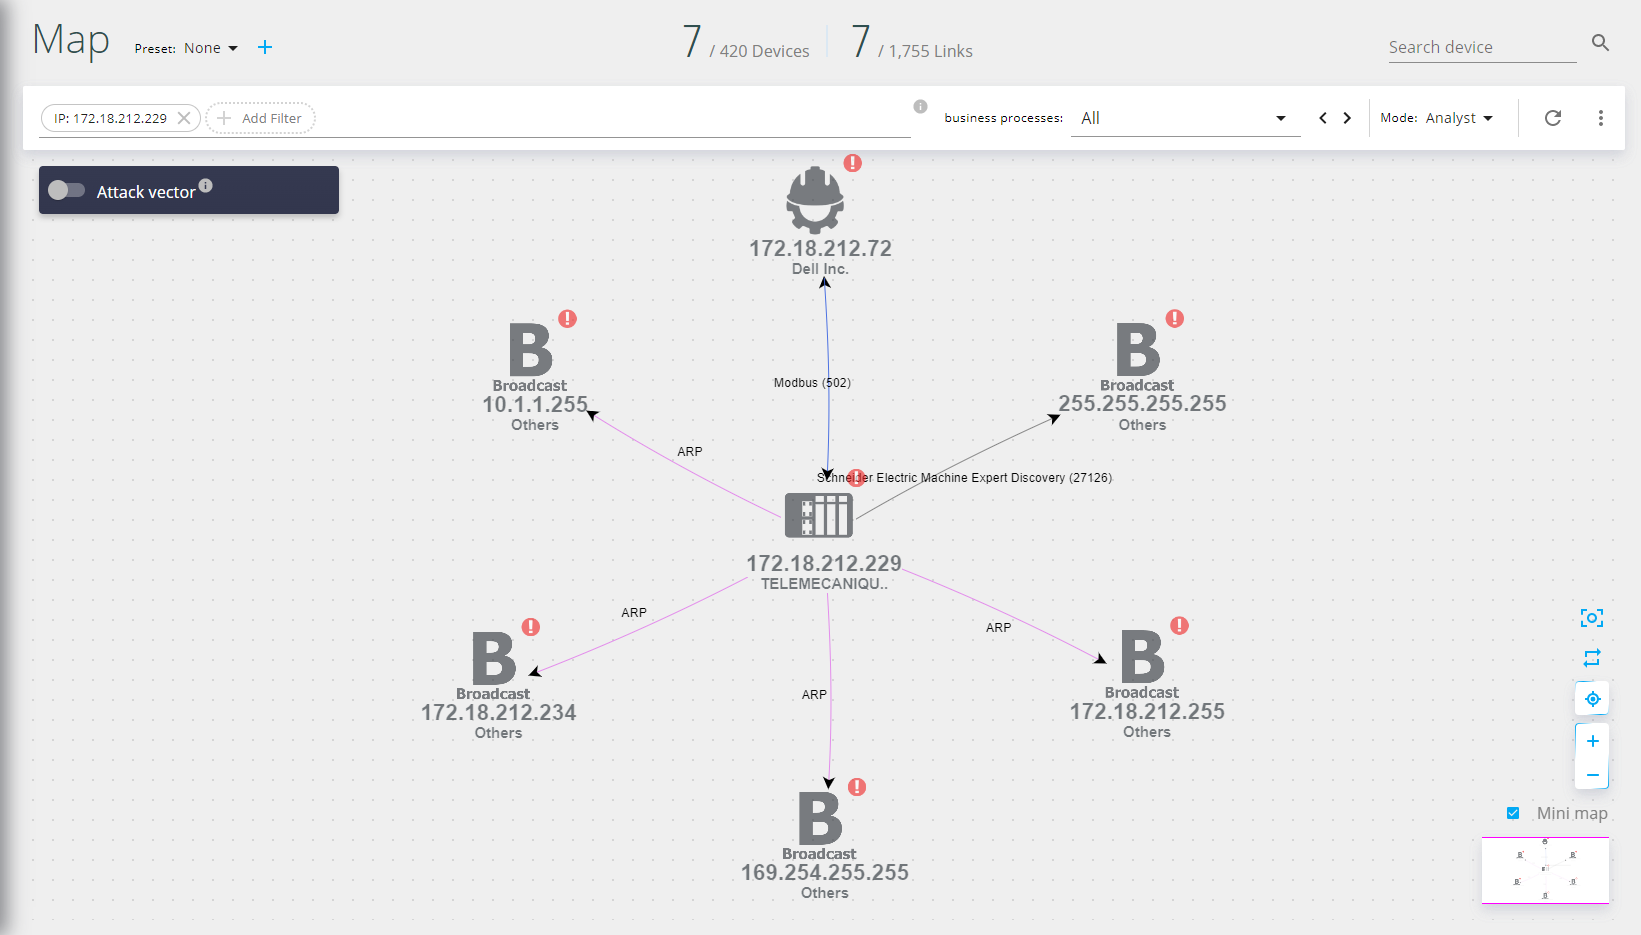 Map
Preset: None
7 / 420 Devices
7 / 1,755 Links
Search device
IP: 172.18.212.229
Add Filter
business processes: All
Mode: Analyst
Attack vector
172.18.212.72
Dell Inc.
Broadcast
10.1.1.255
Others
Modbus (502)
Broadcast
255.255.255.255
Others
ARP
Schneider Electric Machine Expert Discovery (27126)
172.18.212.229
TELEMECANIQU..
ARP
ARP
Broadcast
172.18.212.234
Others
ARP
Broadcast
172.18.212.255
Others
Broadcast
169.254.255.255
Others
Mini map